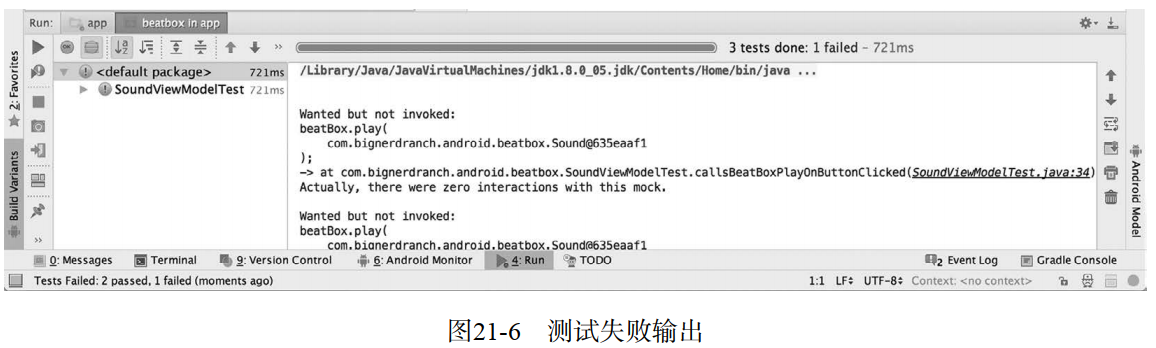 Run: app beatbox in app
3 tests done: 1 failed – 721ms
<default package> 721ms
SoundViewModelTest 721ms
/Library/Java/JavaVirtualMachines/jdk1.8.0_05.jdk/Contents/Home/bin/java ...
Wanted but not invoked:
beatBox.play(
com.bignerdranch.android.beatbox.Sound@635eaaf1
);
-> at com.bignerdranch.android.beatbox.SoundViewModelTest.callsBeatBoxPlayOnButtonClicked(SoundViewModelTest.java:34)
Actually, there were zero interactions with this mock.
Wanted but not invoked:
beatBox.play(
com.bignerdranch.android.beatbox.Sound@635eaaf1
2: Favorites
Build Variants
Android Model
0: Messages Terminal 9: Version Control 6: Android Monitor 4: Run TODO 2 Event Log Gradle Console
Tests Failed: 2 passed, 1 failed (moments ago) 1:1 LF UTF-8 Context: <no context>
图21-6 测试失败输出